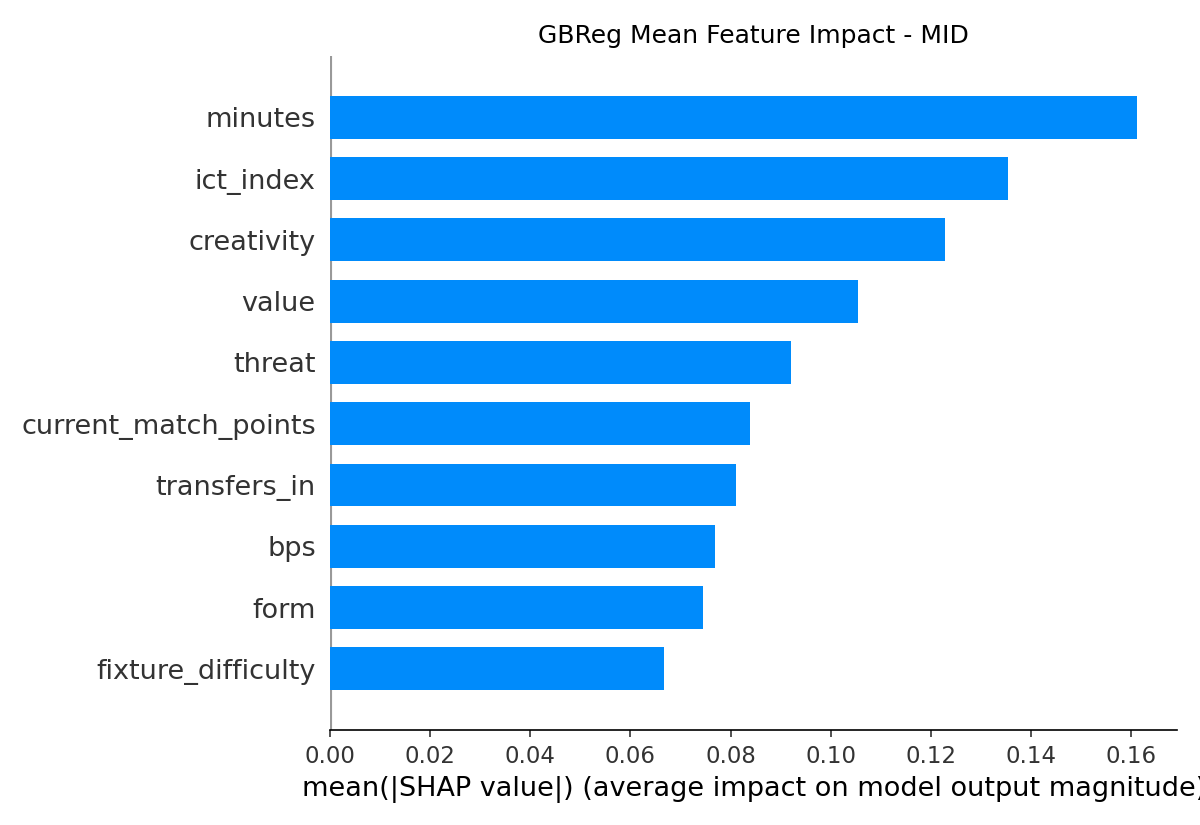 GBReg Mean Feature Impact - MID
minutes
ict_index
creativity
value
threat
current_match_points
transfers_in
bps
form
fixture_difficulty
0.00 0.02 0.04 0.06 0.08 0.10 0.12 0.14 0.16
mean(|SHAP value|) (average impact on model output magnitude)